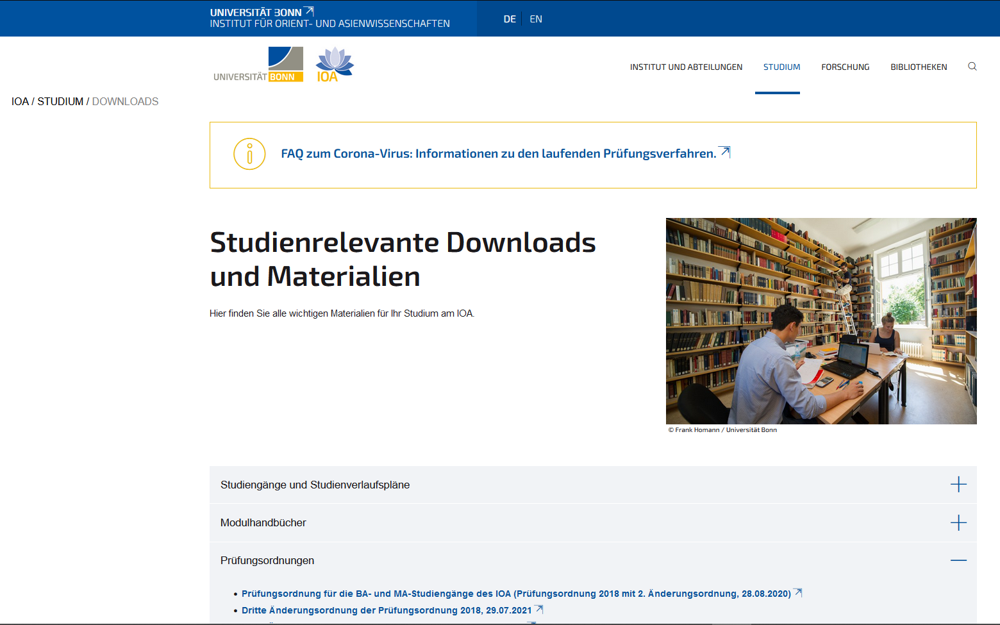 UNIVERSITÄT BONN
INSTITUT FÜR ORIENT- UND ASIENWISSENSCHAFTEN
DE EN
UNIVERSITÄT BONN
IOA
INSTITUT UND ABTEILUNGEN STUDIUM FORSCHUNG BIBLIOTHEKEN
IOA / STUDIUM / DOWNLOADS
FAQ zum Corona-Virus: Informationen zu den laufenden Prüfungsverfahren.
Studienrelevante Downloads
und Materialien
Hier finden Sie alle wichtigen Materialien für Ihr Studium am IOA.
© Frank Homann / Universität Bonn
Studiengänge und Studienverlaufspläne
Modulhandbücher
Prüfungsordnungen
• Prüfungsordnung für die BA- und MA-Studiengänge des IOA (Prüfungsordnung 2018 mit 2. Änderungsordnung, 28.08.2020)
• Dritte Änderungsordnung der Prüfungsordnung 2018, 29.07.2021